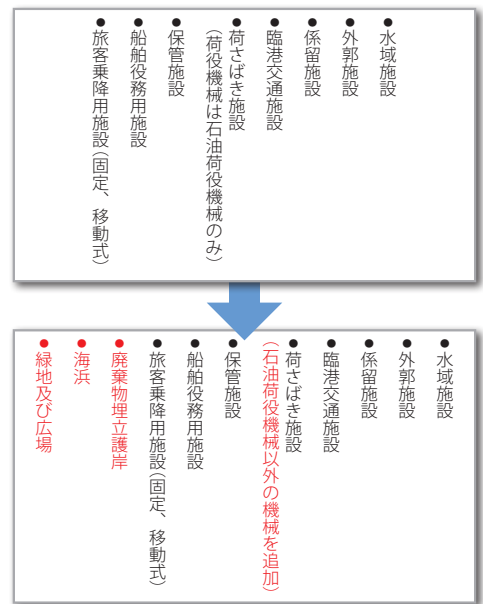 ●水域施設
●外郭施設
●係留施設
●臨港交通施設
●荷さばき施設
（荷役機械は石油荷役機械のみ）
●保管施設
●船舶役務用施設
●旅客乗降用施設（固定、移動式）
●水域施設
●外郭施設
●係留施設
●臨港交通施設
●荷さばき施設
（石油荷役機械以外の機械を追加）
●保管施設
●船舶役務用施設
●旅客乗降用施設（固定、移動式）
●廃棄物埋立護岸
●海浜
●緑地及び広場